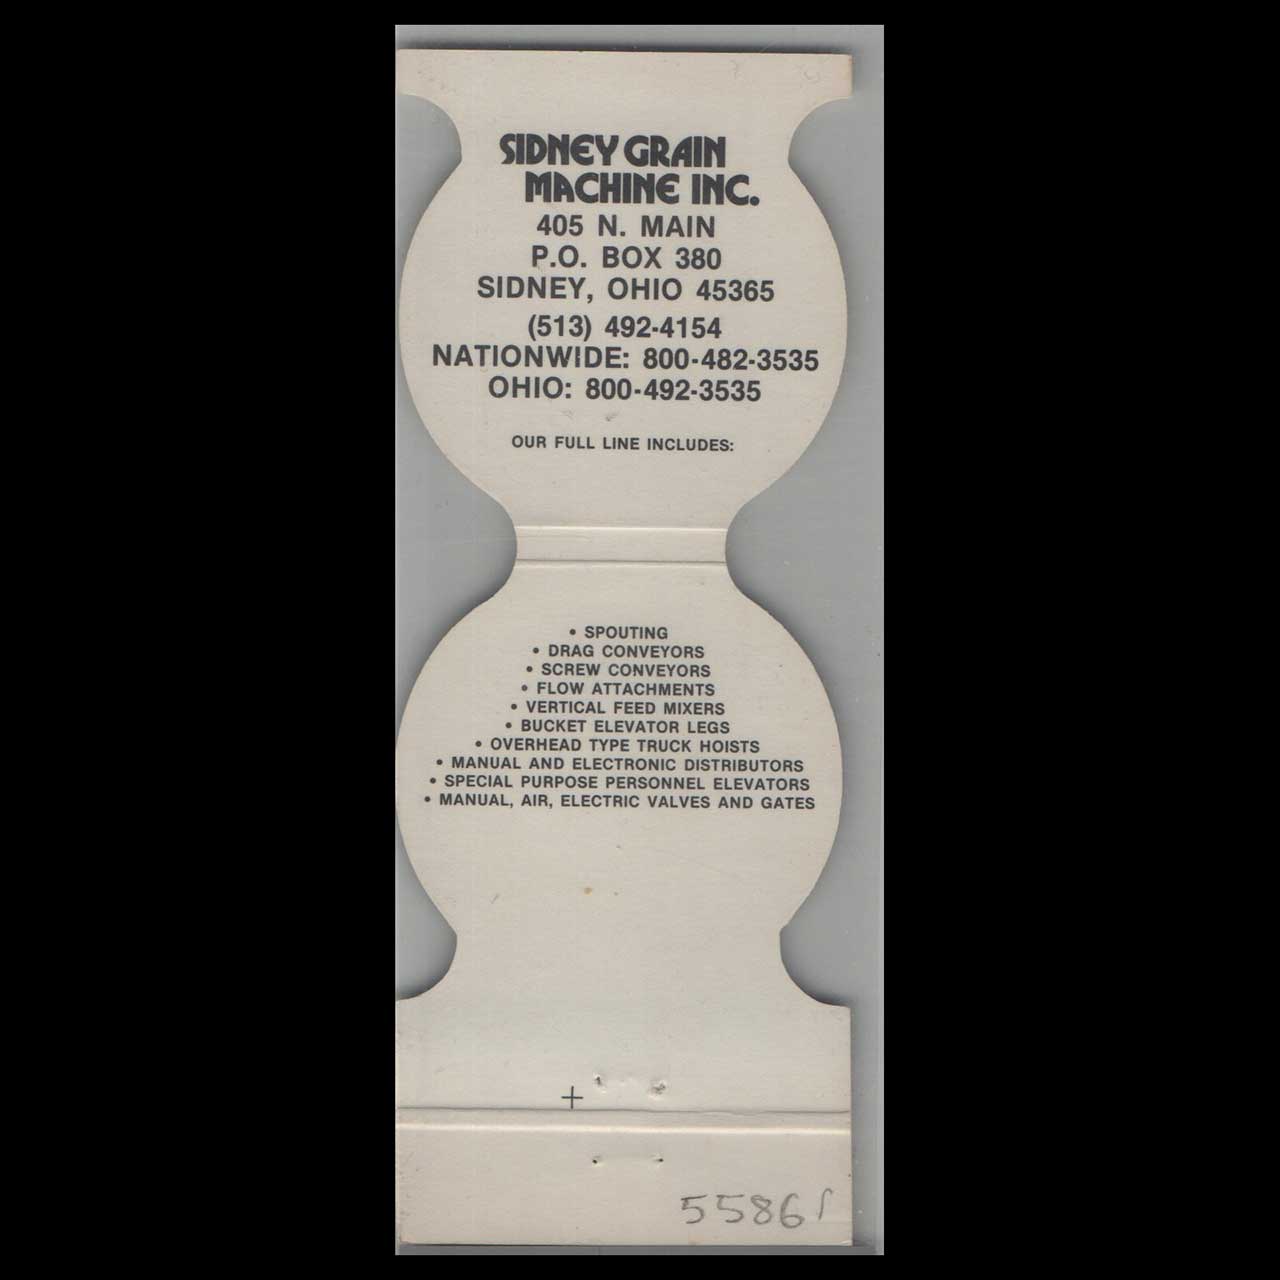 SIDNEY GRAIN
MACHINE INC.
405 N. MAIN
P.O. BOX 380
SIDNEY, OHIO 45365
(513) 492-4154
NATIONWIDE: 800-482-3535
OHIO: 800-492-3535
OUR FULL LINE INCLUDES:
• SPOUTING
• DRAG CONVEYORS
• SCREW CONVEYORS
• FLOW ATTACHMENTS
• VERTICAL FEED MIXERS
• BUCKET ELEVATOR LEGS
• OVERHEAD TYPE TRUCK HOISTS
• MANUAL AND ELECTRONIC DISTRIBUTORS
• SPECIAL PURPOSE PERSONNEL ELEVATORS
• MANUAL, AIR, ELECTRIC VALVES AND GATES